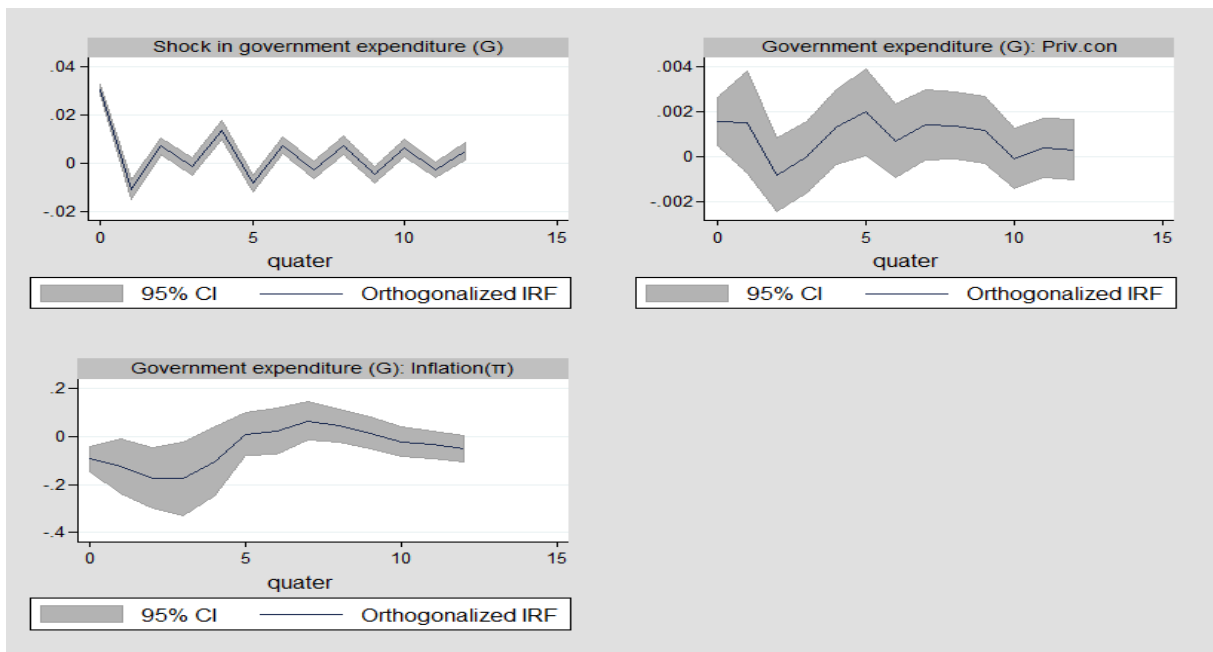 Shock in government expenditure (G)
.04
.02
0
-.02
0 5 10 15
quater
95% CI Orthogonalized IRF
Government expenditure (G): Priv.con
.004
.002
0
-.002
0 5 10 15
quater
95% CI Orthogonalized IRF
Government expenditure (G): Inflation(π)
.2
0
-.2
-.4
0 5 10 15
quater
95% CI Orthogonalized IRF